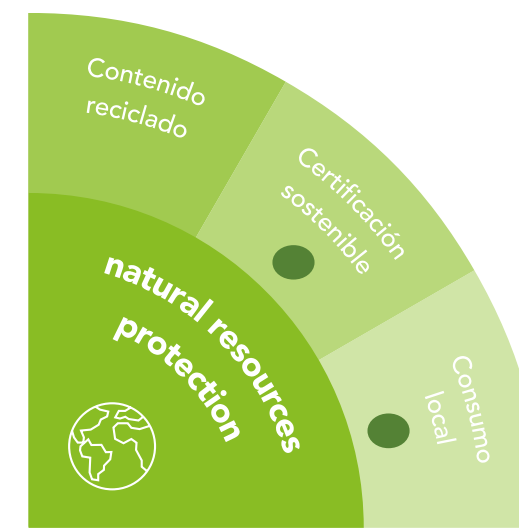 Contenido
reciclado
Certificación
sostenible
natural resources
protection
Consumo
local